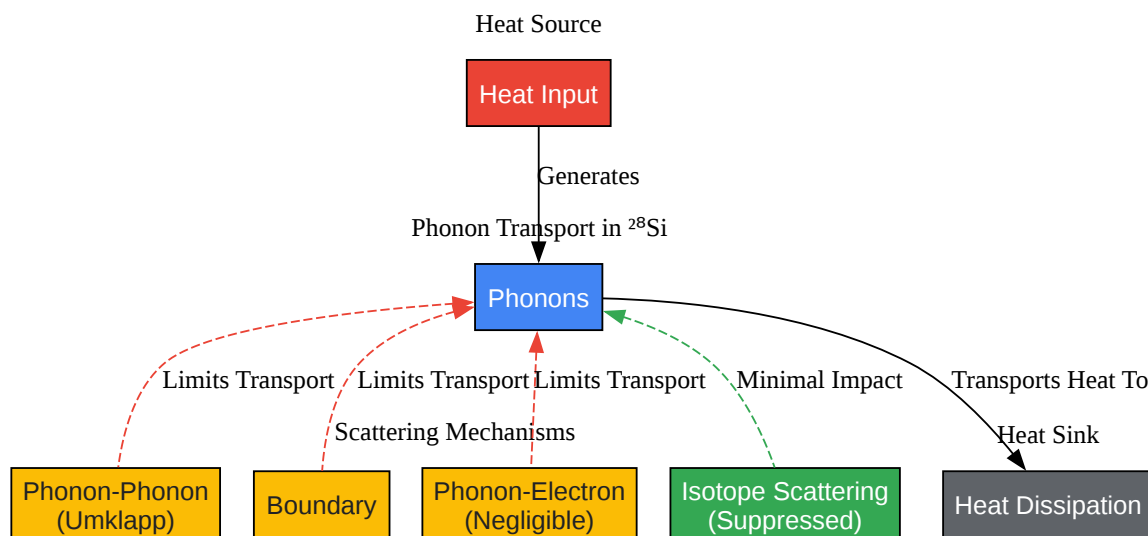 Heat Source
Heat Input
Generates
Phonon Transport in ²⁸Si
Phonons
Limits Transport
Limits Transport
Limits Transport
Minimal Impact
Transports Heat To
Scattering Mechanisms
Heat Sink
Phonon-Phonon
(Umklapp)
Boundary
Phonon-Electron
(Negligible)
Isotope Scattering
(Suppressed)
Heat Dissipation